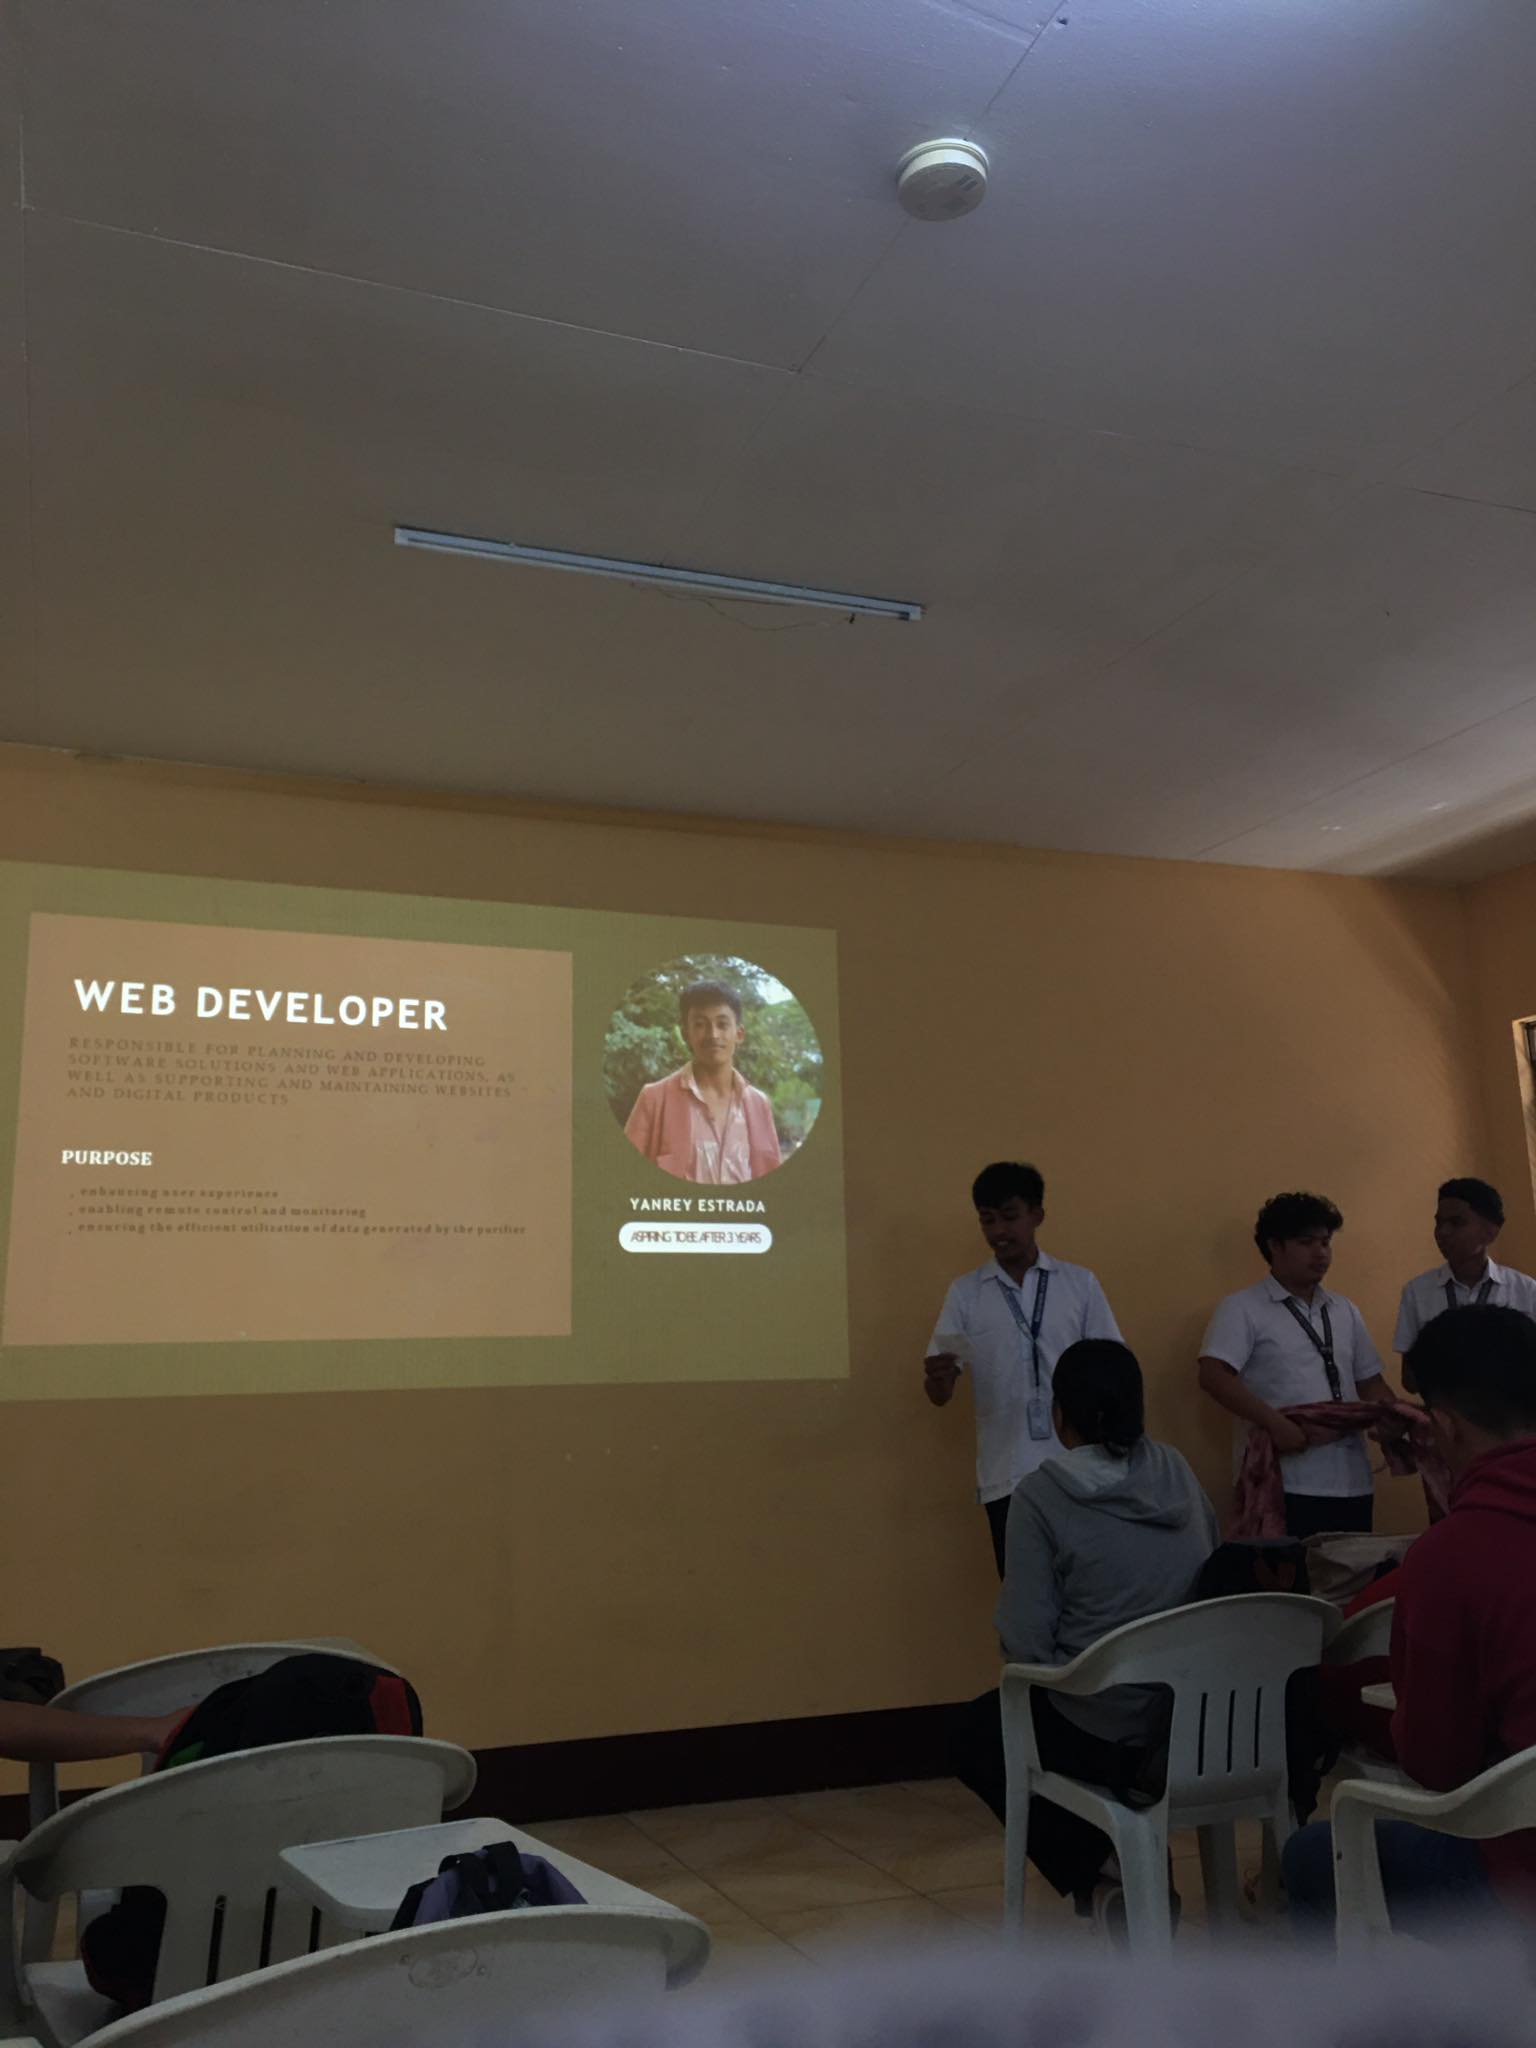 WEB DEVELOPER
RESPONSIBLE FOR PLANNING AND DEVELOPING
SOFTWARE SOLUTIONS AND WEB APPLICATIONS, AS
WELL AS SUPPORTING AND MAINTAINING WEBSITES
AND DIGITAL PRODUCTS
PURPOSE
enhancing user experience
enabling remote control and monitoring
ensuring the efficient utilization of data generated by the purifier
YANREY ESTRADA
ASPIRING TO BE AFTER 3 YEARS